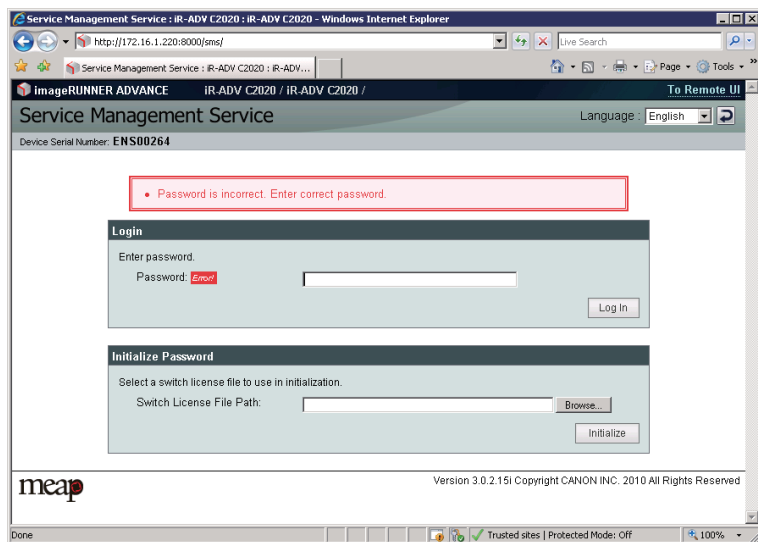 Service Management Service : iR-ADV C2020 : iR-ADV C2020 - Windows Internet Explorer
http://172.16.1.220:8000/sms/
Live Search
Service Management Service : iR-ADV C2020 : iR-ADV...
Page
Tools
imageRUNNER ADVANCE iR-ADV C2020 / iR-ADV C2020 /
To Remote UI
Service Management Service
Language : English
Device Serial Number: ENS00264
• Password is incorrect. Enter correct password.
Login
Enter password.
Password: Error!
Log In
Initialize Password
Select a switch license file to use in initialization.
Switch License File Path:
Browse...
Initialize
meap
Version 3.0.2.15i Copyright CANON INC. 2010 All Rights Reserved
Done
Trusted sites | Protected Mode: Off
100%